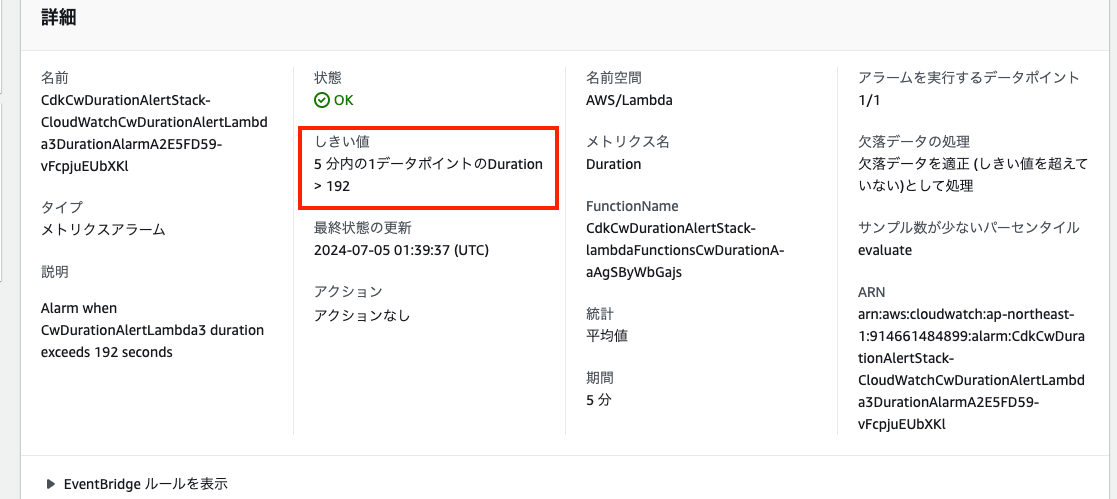 詳細
名前
CdkCwDurationAlertStack-
CloudWatchCwDurationAlertLambd
a3DurationAlarmA2E5FD59-
vFcpjuEUbXKl
タイプ
メトリクスアラーム
説明
Alarm when
CwDurationAlertLambda3 duration
exceeds 192 seconds
状態
OK
しきい値
5 分内の1データポイントのDuration
> 192
最終状態の更新
2024-07-05 01:39:37 (UTC)
アクション
アクションなし
名前空間
AWS/Lambda
メトリクス名
Duration
FunctionName
CdkCwDurationAlertStack-
lambdaFunctionsCwDurationA-
aAgSByWbGajs
統計
平均値
期間
5 分
アラームを実行するデータポイント
1/1
欠落データの処理
欠落データを適正 (しきい値を超えて
いない)として処理
サンプル数が少ないパーセンタイル
evaluate
ARN
arn:aws:cloudwatch:ap-northeast-
1:914661484899:alarm:CdkCwDura
tionAlertStack-
CloudWatchCwDurationAlertLambd
a3DurationAlarmA2E5FD59-
vFcpjuEUbXKl
EventBridge ルールを表示